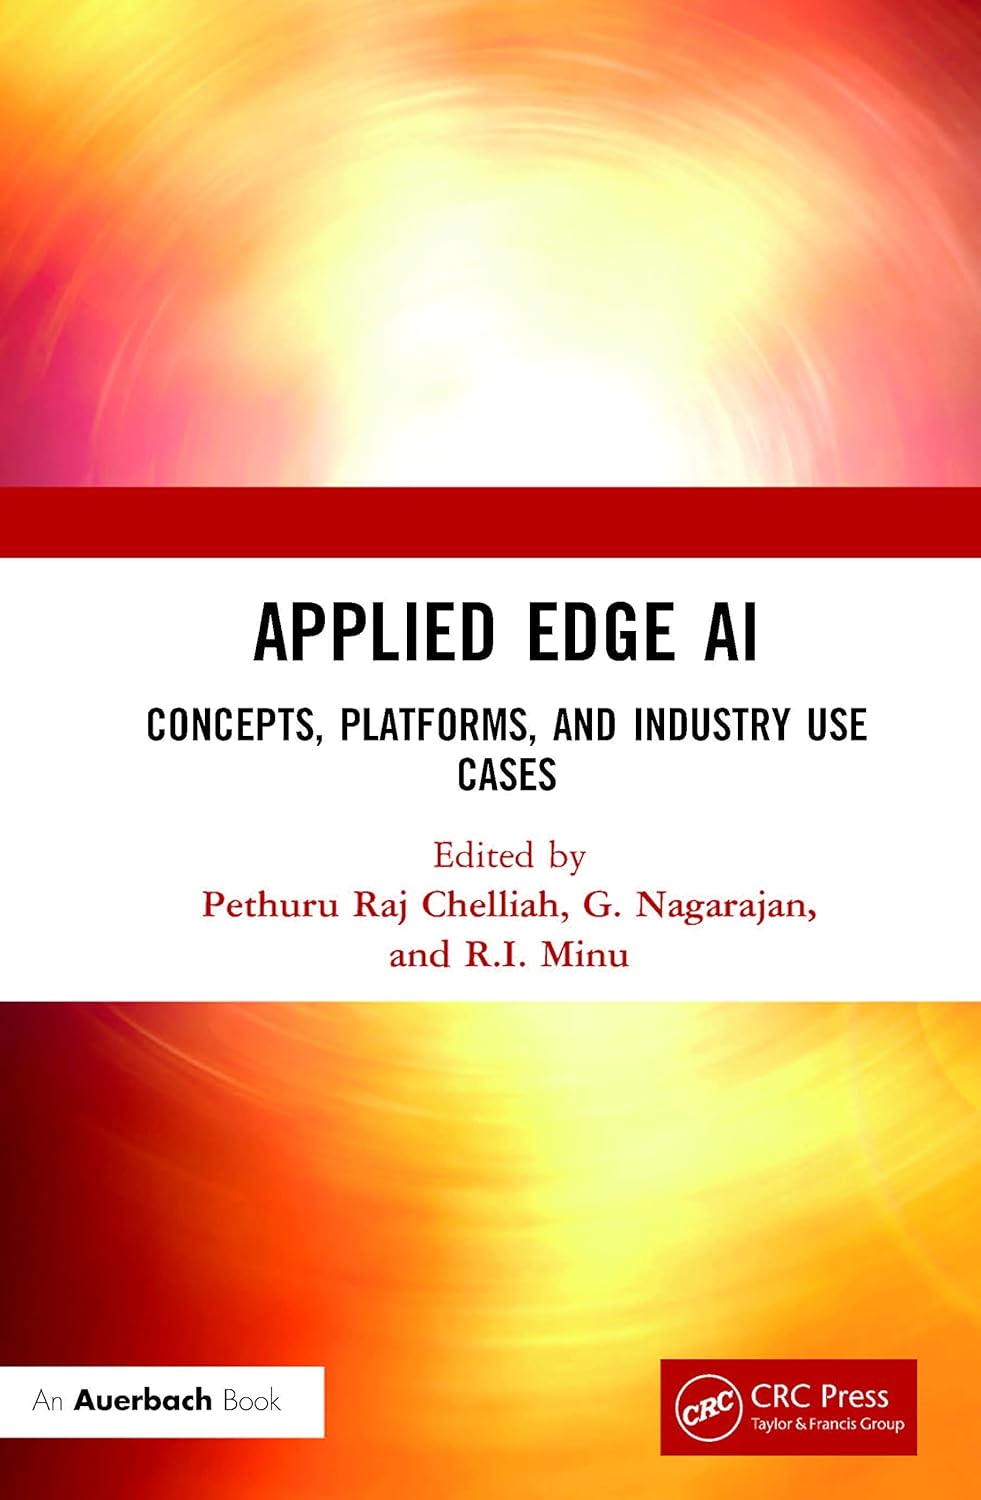 APPLIED EDGE AI
CONCEPTS, PLATFORMS, AND INDUSTRY USE
CASES
Edited by
Pethuru Raj Chelliah, G. Nagarajan,
and R.I. Minu
An Auerbach Book
CRC
CRC Press
Taylor & Francis Group